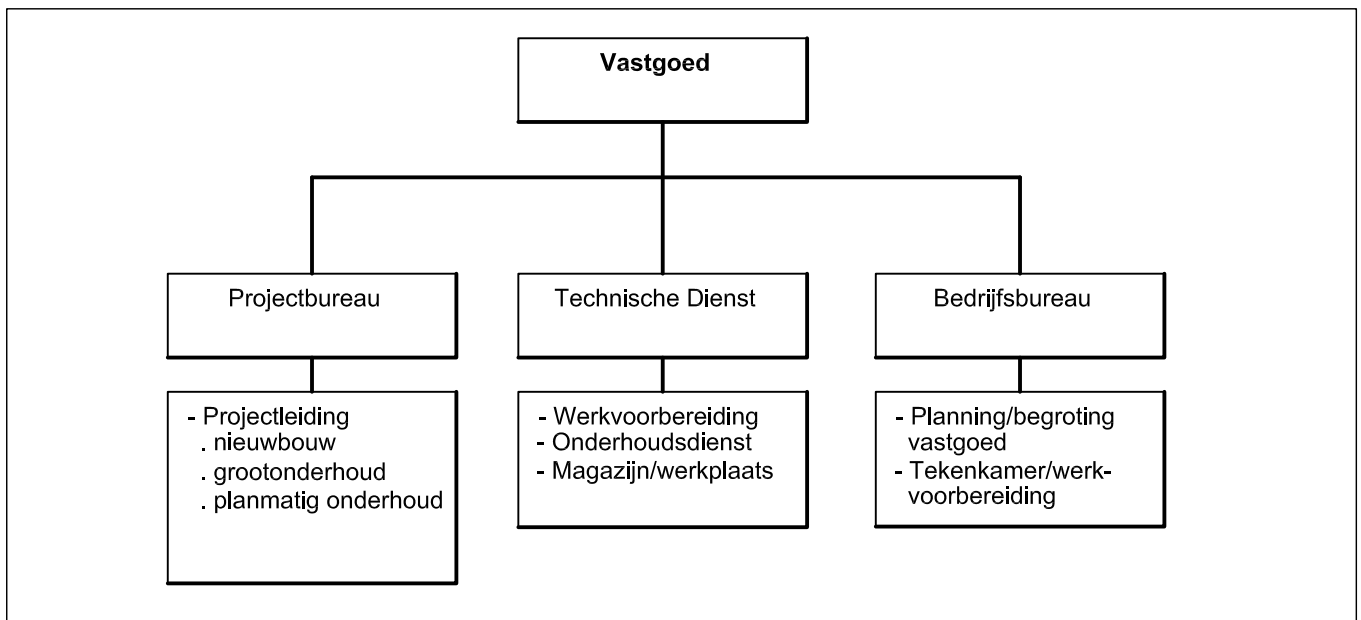 Vastgoed
Projectbureau
Technische Dienst
Bedrijfsbureau
- Projectleiding
. nieuwbouw
. grootonderhoud
. planmatig onderhoud
- Werkvoorbereiding
- Onderhoudsdienst
- Magazijn/werkplaats
- Planning/begroting
vastgoed
- Tekenkamer/werk-
voorbereiding